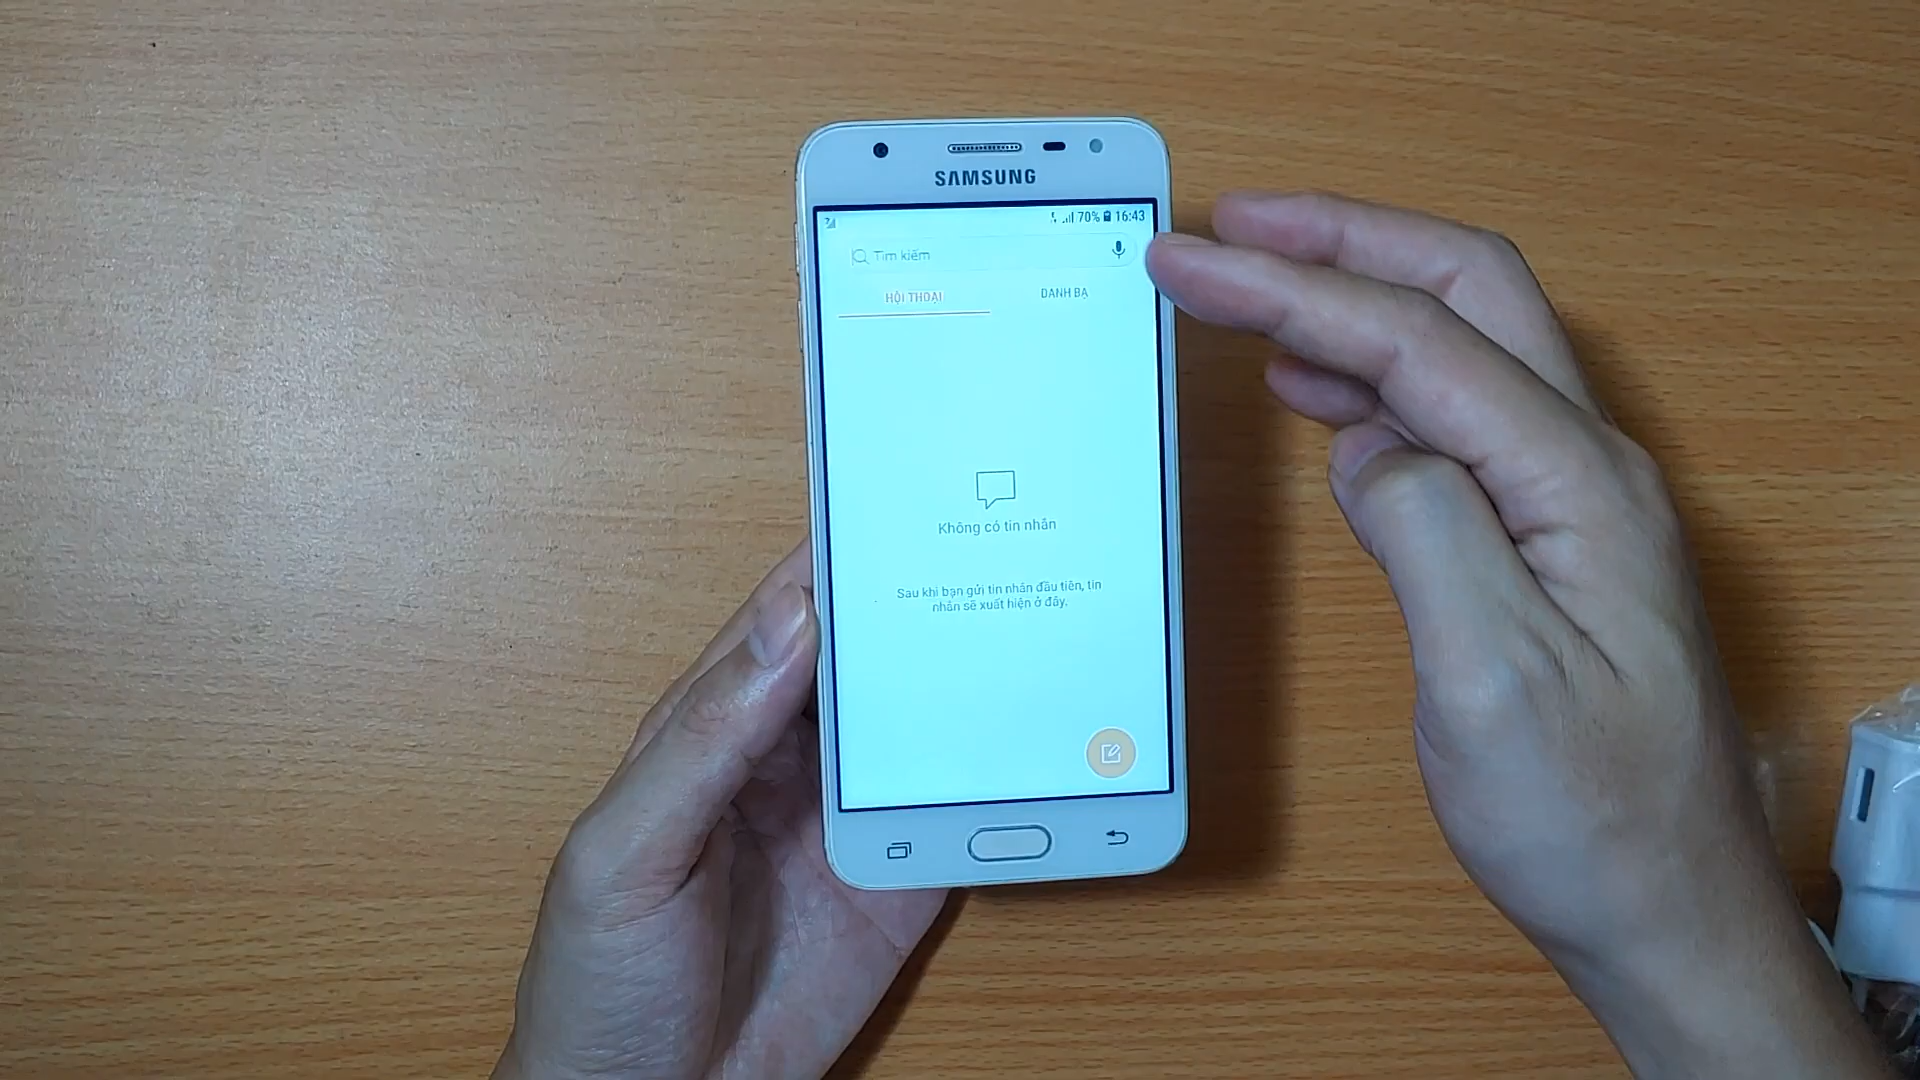 SAMSUNG
70% 16:43
Tìm kiếm
HỘI THOẠI
DANH BẠ
Không có tin nhắn
Sau khi bạn gửi tin nhắn đầu tiên, tin
nhắn sẽ xuất hiện ở đây.